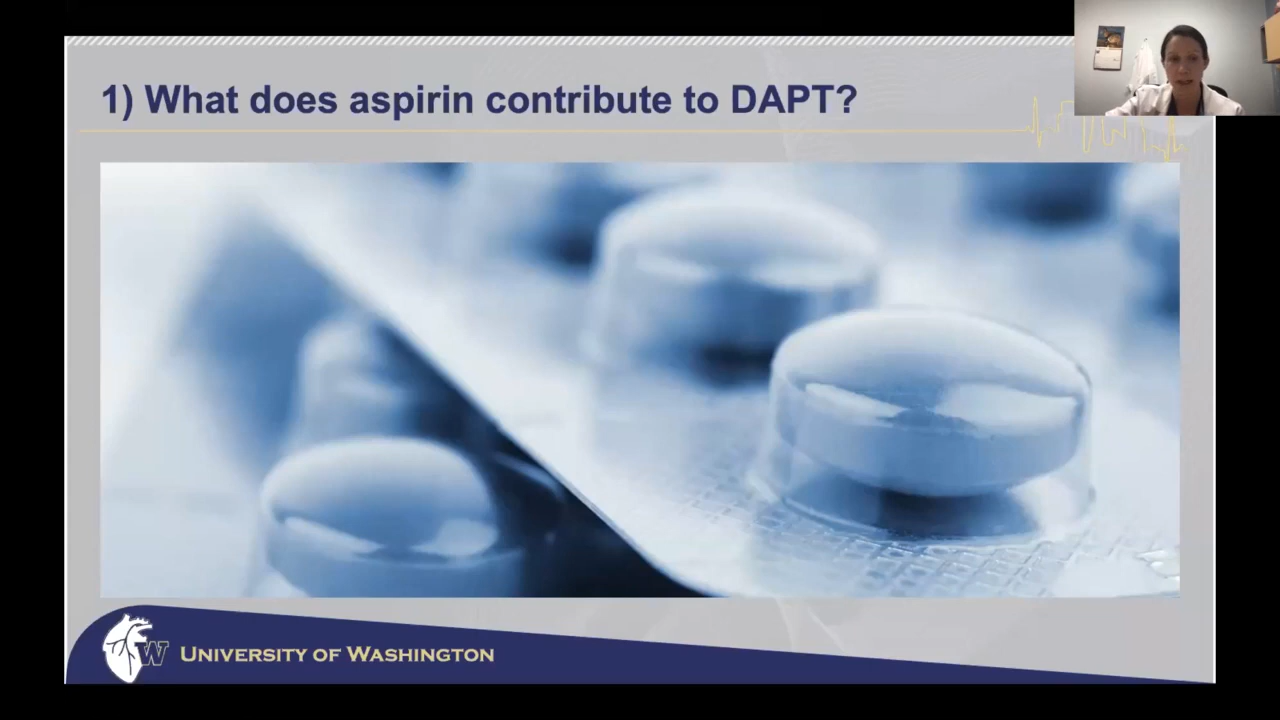 1) What does aspirin contribute to DAPT?
W
UNIVERSITY OF WASHINGTON